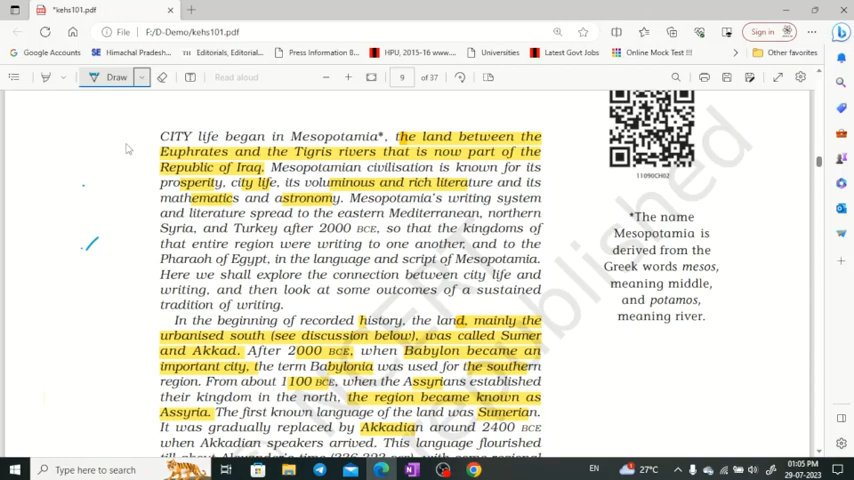 *kehs101.pdf
File
F:/D-Demo/kehs101.pdf
Sign in
Google Accounts
Himachal Pradesh...
Editorials, Editorial...
Press Information B...
HPU, 2015-16 www....
Universities
Latest Govt Jobs
Online Mock Test !!!
Other favorites
Draw
Read aloud
9 of 37
CITY life began in Mesopotamia*, the land between the
Euphrates and the Tigris rivers that is now part of the
Republic of Iraq. Mesopotamian civilisation is known for its
prosperity, city life, its voluminous and rich literature and its
mathematics and astronomy. Mesopotamia's writing system
and literature spread to the eastern Mediterranean, northern
Syria, and Turkey after 2000 BCE, so that the kingdoms of
that entire region were writing to one another, and to the
Pharaoh of Egypt, in the language and script of Mesopotamia.
Here we shall explore the connection between city life and
writing, and then look at some outcomes of a sustained
tradition of writing.
In the beginning of recorded history, the land, mainly the
urbanised south (see discussion below), was called Sumer
and Akkad. After 2000 BCE, when Babylon became an
important city, the term Babylonia was used for the southern
region. From about 1100 BCE, when the Assyrians established
their kingdom in the north, the region became known as
Assyria. The first known language of the land was Sumerian.
It was gradually replaced by Akkadian around 2400 BCE
when Akkadian speakers arrived. This language flourished
till about Alexander's time (336-323 BCE), with some regional
11090CH02
*The name
Mesopotamia is
derived from the
Greek words mesos,
meaning middle,
and potamos,
meaning river.
Type here to search
EN
27°C
01:05 PM
29-07-2023